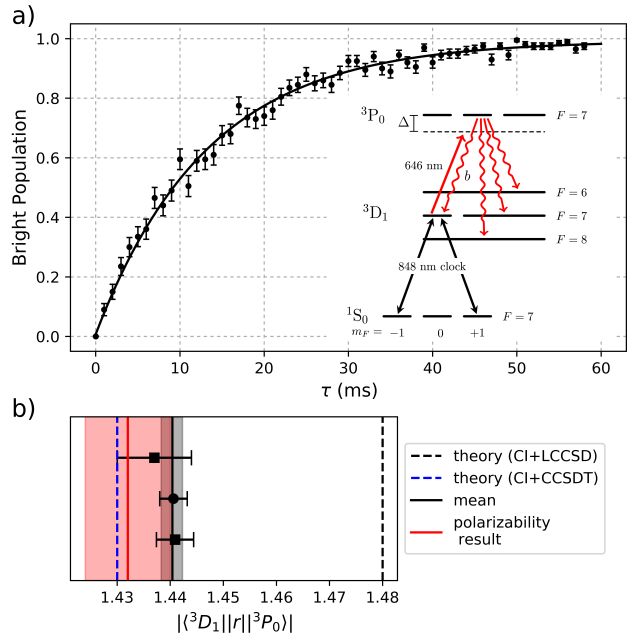 a)
1.0
0.8
0.6
0.4
0.2
0.0
Bright Population
0
10
20
30
40
50
60
τ (ms)
³P₀
Δ
F = 7
646 nm
b
F = 6
³D₁
F = 7
F = 8
848 nm clock
¹S₀
F = 7
m_F = −1 0 +1
b)
1.43
1.44
1.45
1.46
1.47
1.48
|⟨³D₁||r||³P₀⟩|
theory (CI+LCCSD)
theory (CI+CCSDT)
mean
polarizability
result